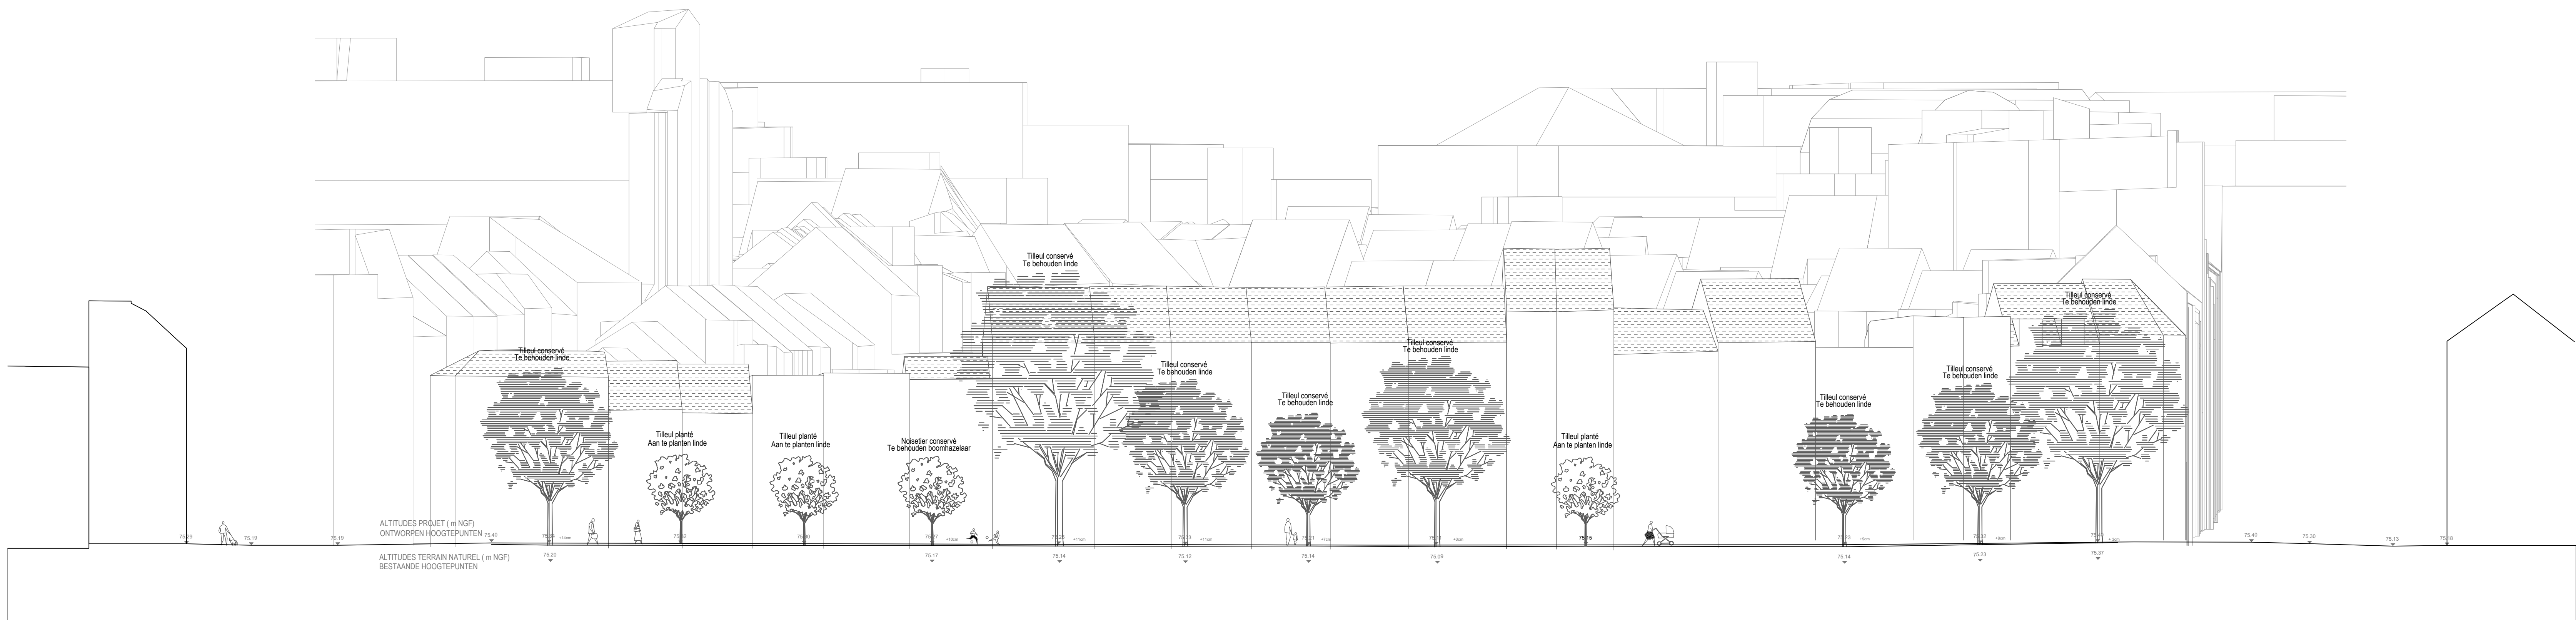 Tilleul conservé
Te behouden linde
Tilleul conservé
Te behouden linde
Tilleul conservé
Te behouden linde
Tilleul conservé
Te behouden linde
Tilleul conservé
Te behouden linde
Tilleul conservé
Te behouden linde
Tilleul conservé
Te behouden linde
Tilleul conservé
Te behouden linde
Tilleul planté
Aan te planten linde
Tilleul planté
Aan te planten linde
Noisetier conservé
Te behouden boomhazelaar
Tilleul planté
Aan te planten linde
ALTITUDES PROJET ( m NGF)
ONTWORPEN HOOGTEPUNTEN
75.19
75.19
75.40
75.15
75.40
75.30
75.13
ALTITUDES TERRAIN NATUREL ( m NGF)
BESTAANDE HOOGTEPUNTEN
75.20
75.17
75.14
75.12
75.14
75.09
75.14
75.23
75.37